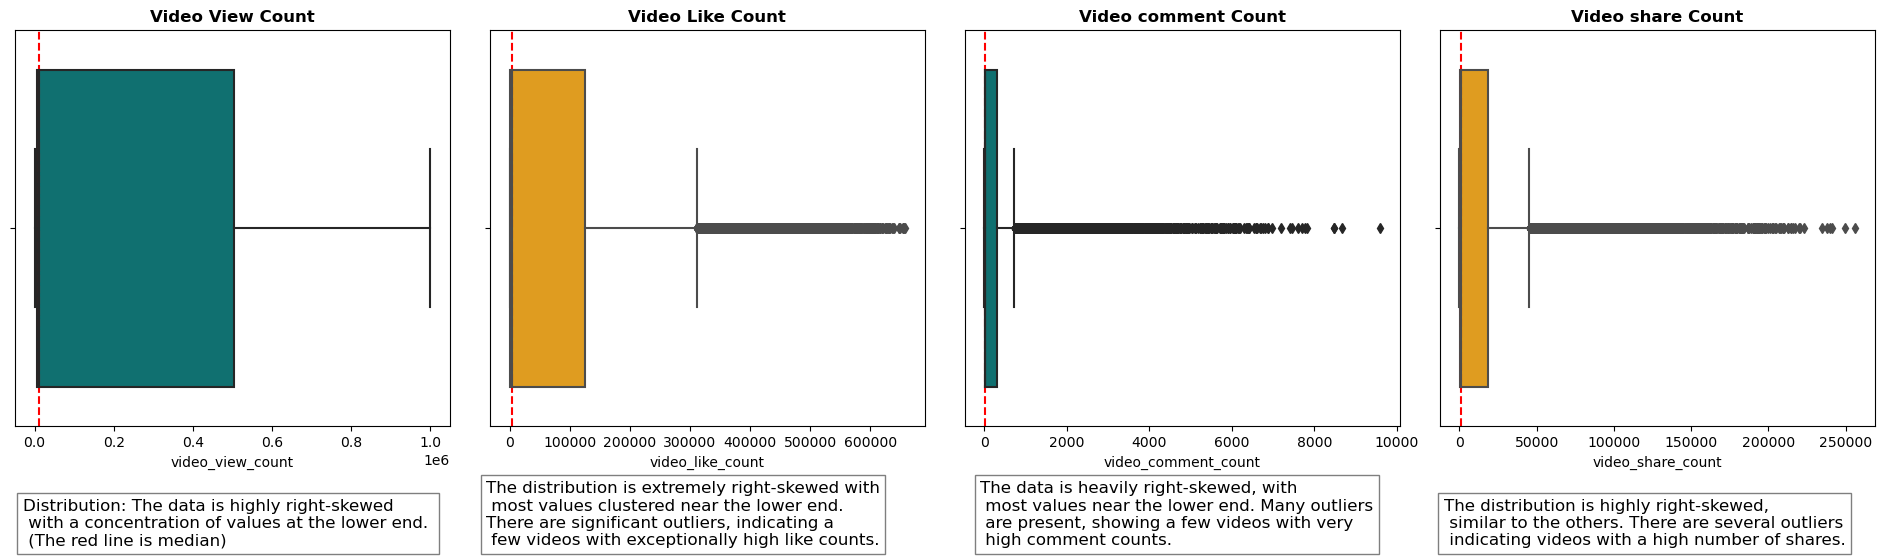 Video View Count
0.0 0.2 0.4 0.6 0.8 1.0
1e6
video_view_count
Distribution: The data is highly right-skewed
with a concentration of values at the lower end.
(The red line is median)
Video Like Count
0 100000 200000 300000 400000 500000 600000
video_like_count
The distribution is extremely right-skewed with
most values clustered near the lower end.
There are significant outliers, indicating a
few videos with exceptionally high like counts.
Video comment Count
0 2000 4000 6000 8000 10000
video_comment_count
The data is heavily right-skewed, with
most values near the lower end. Many outliers
are present, showing a few videos with very
high comment counts.
Video share Count
0 50000 100000 150000 200000 250000
video_share_count
The distribution is highly right-skewed,
similar to the others. There are several outliers
indicating videos with a high number of shares.